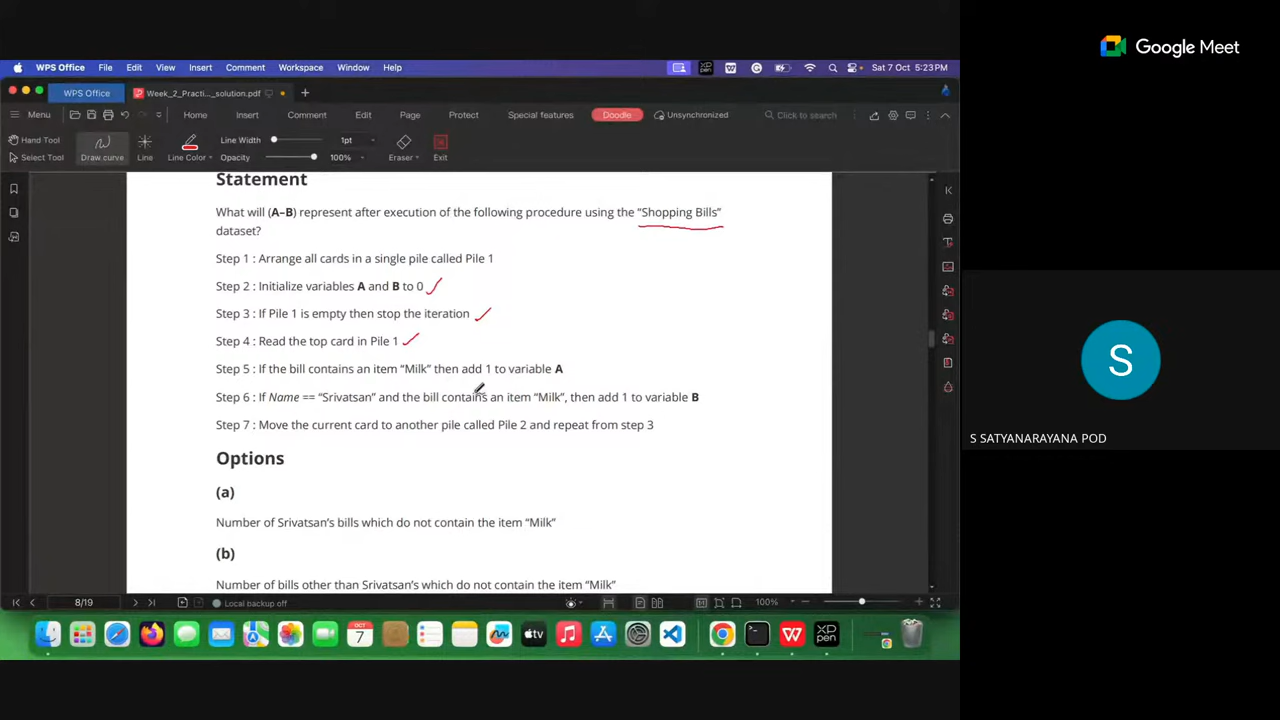 Google Meet
WPS Office File Edit View Insert Comment Workspace Window Help
XP pen
Sat 7 Oct 5:23 PM
WPS Office
Week_2_Practi..._solution.pdf
Menu
Home Insert Comment Edit Page Protect Special features Doodle Unsynchronized Click to search
Hand Tool
Select Tool
Draw curve
Line
Line Color
Line Width 1pt
Opacity 100%
Eraser
Exit
Statement
What will (A–B) represent after execution of the following procedure using the “Shopping Bills”
dataset?
Step 1 : Arrange all cards in a single pile called Pile 1
Step 2 : Initialize variables A and B to 0
Step 3 : If Pile 1 is empty then stop the iteration
Step 4 : Read the top card in Pile 1
Step 5 : If the bill contains an item “Milk” then add 1 to variable A
Step 6 : If Name == “Srivatsan” and the bill contains an item “Milk”, then add 1 to variable B
Step 7 : Move the current card to another pile called Pile 2 and repeat from step 3
Options
(a)
Number of Srivatsan’s bills which do not contain the item “Milk”
(b)
Number of bills other than Srivatsan’s which do not contain the item “Milk”
8/19
Local backup off
100%
OCT
7
tv
XP
pen
S
S SATYANARAYANA POD